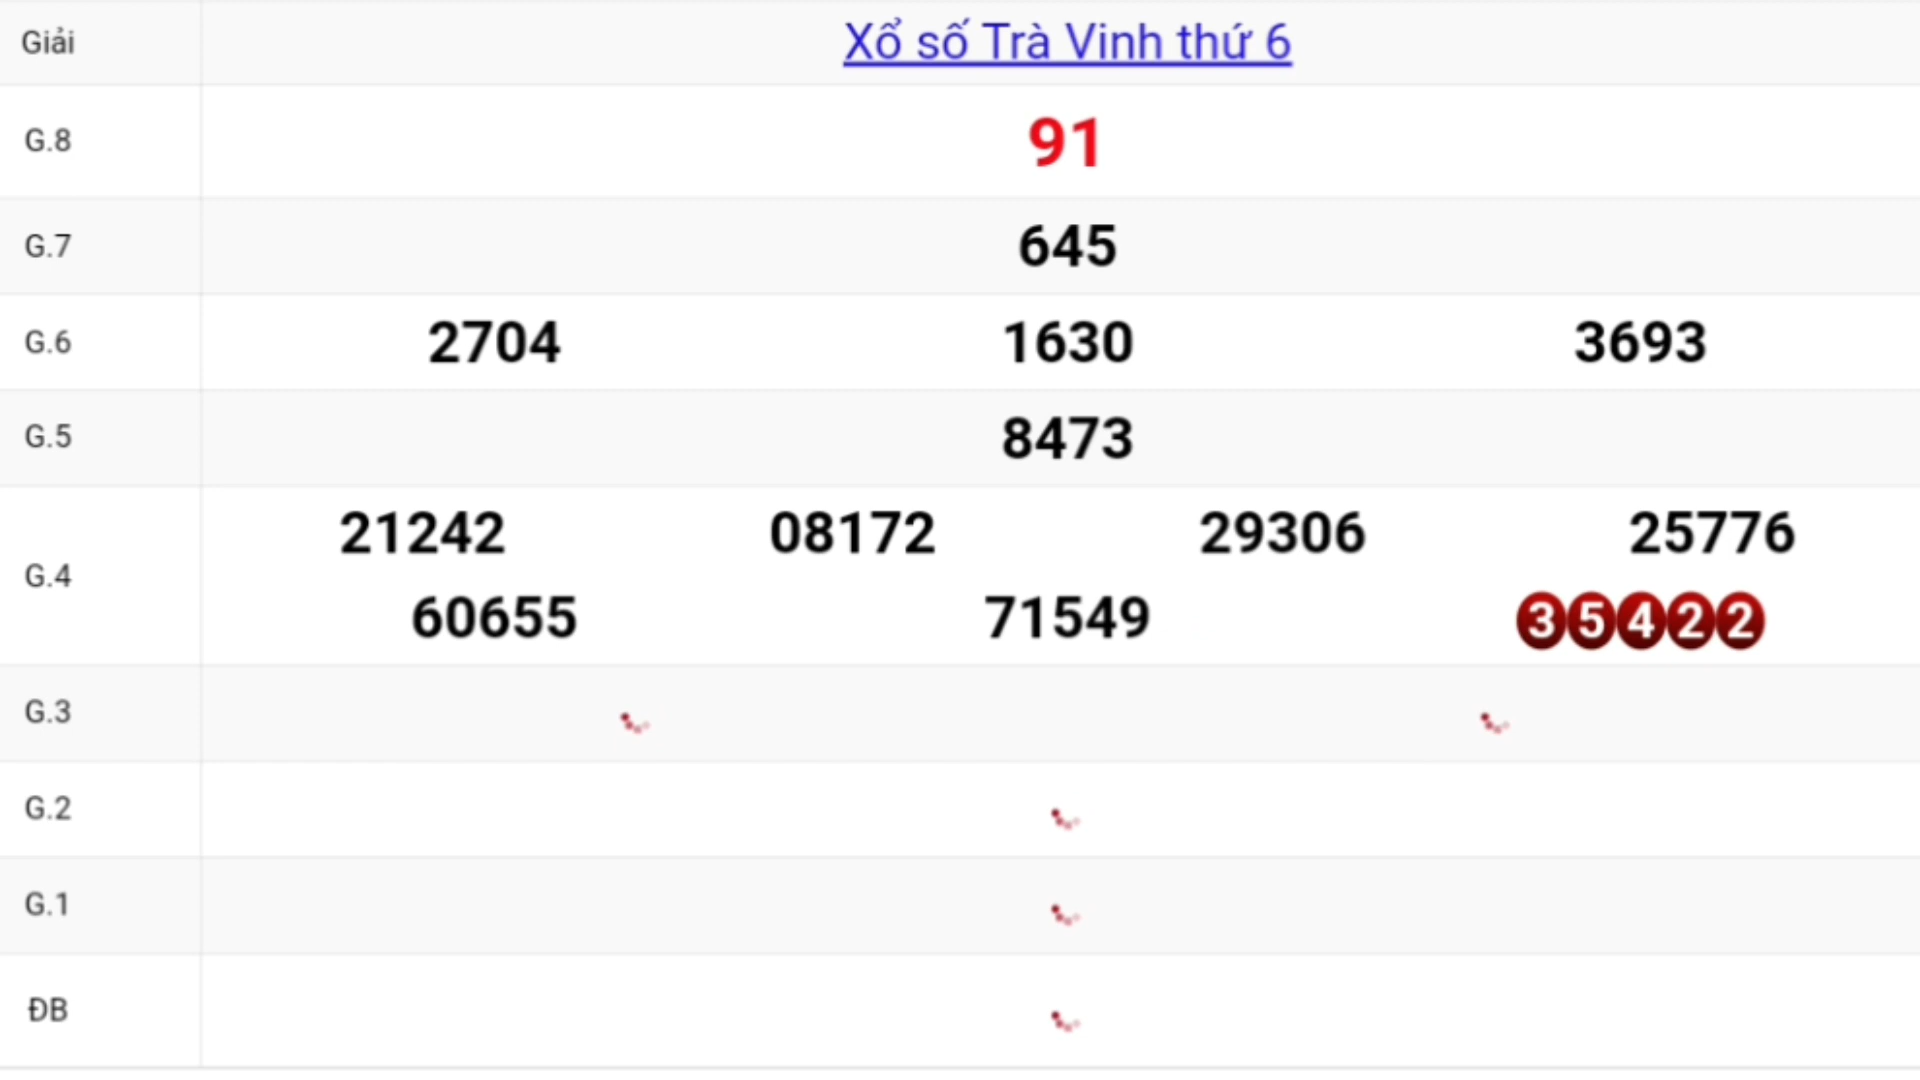 Giải Xổ số Trà Vinh thứ 6
G.8 91
G.7 645
G.6 2704 1630 3693
G.5 8473
G.4 21242 08172 29306 25776
60655 71549 35422
G.3
G.2
G.1
ĐB